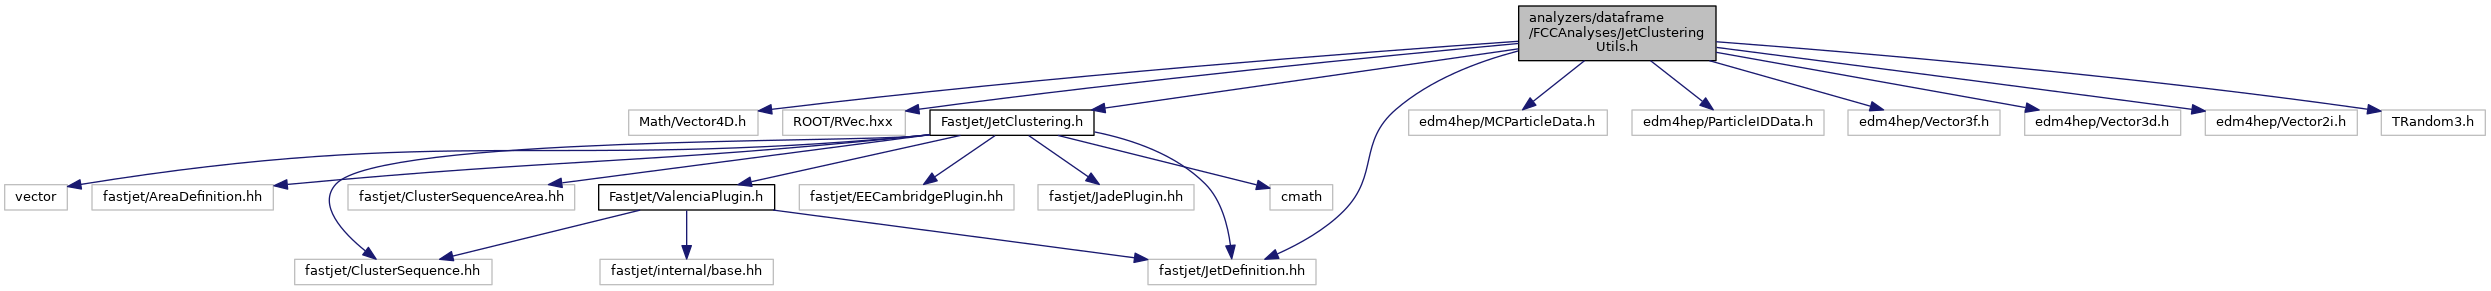 analyzers/dataframe
/FCCAnalyses/JetClustering
Utils.h
Math/Vector4D.h
ROOT/RVec.hxx
FastJet/JetClustering.h
edm4hep/MCParticleData.h
edm4hep/ParticleIDData.h
edm4hep/Vector3f.h
edm4hep/Vector3d.h
edm4hep/Vector2i.h
TRandom3.h
vector
fastjet/AreaDefinition.hh
fastjet/ClusterSequenceArea.hh
FastJet/ValenciaPlugin.h
fastjet/EECambridgePlugin.hh
fastjet/JadePlugin.hh
cmath
fastjet/ClusterSequence.hh
fastjet/internal/base.hh
fastjet/JetDefinition.hh